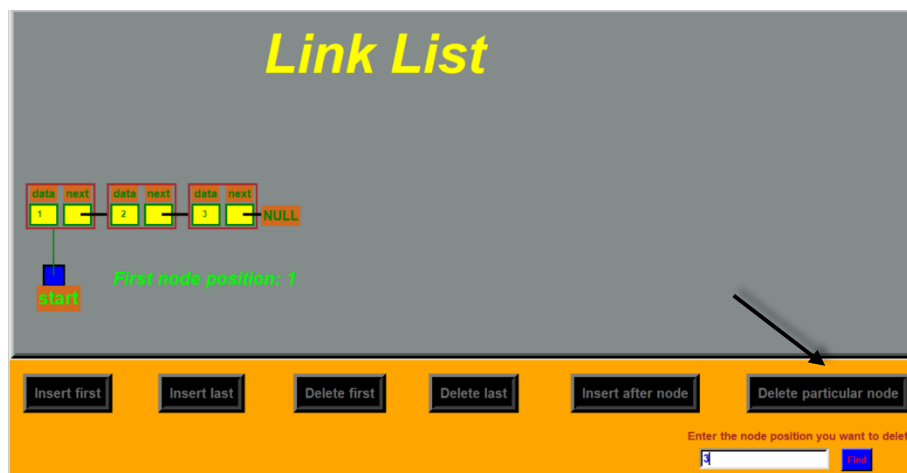 Link List
data next data next data next
1 2 3 NULL
First node position: 1
start
Insert first Insert last Delete first Delete last Insert after node Delete particular node
Enter the node position you want to delet
3 Find